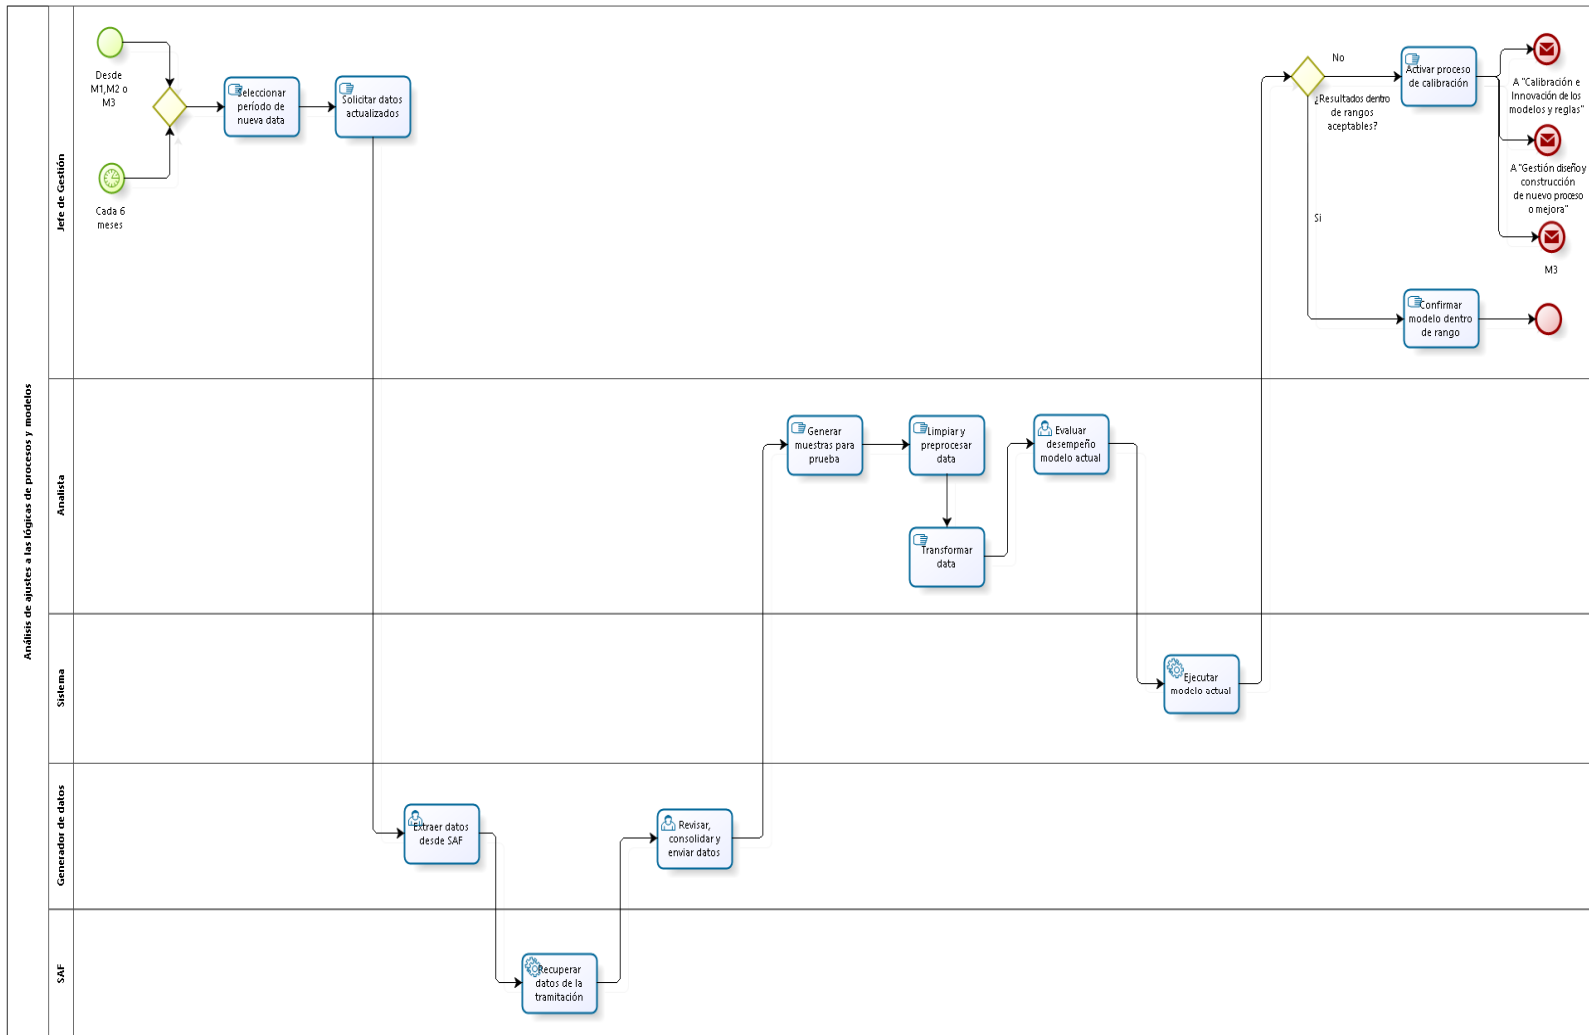 Análisis de ajustes a las lógicas de procesos y modelos
Jefe de Gestión
Desde
M1,M2 o
M3
Cada 6
meses
Seleccionar
período de
nueva data
Solicitar datos
actualizados
¿Resultados dentro
de rangos
aceptables?
No
Si
Activar proceso
de calibración
A "Calibración e
Innovación de los
modelos y reglas"
A "Gestión diseño y
construcción
de nuevo proceso
o mejora"
M3
Confirmar
modelo dentro
de rango
Analista
Generar
muestras para
prueba
Limpiar y
preprocesar
data
Transformar
data
Evaluar
desempeño
modelo actual
Sistema
Ejecutar
modelo actual
Generador de datos
Extraer datos
desde SAF
Revisar,
consolidar y
enviar datos
SAF
Recuperar
datos de la
tramitación